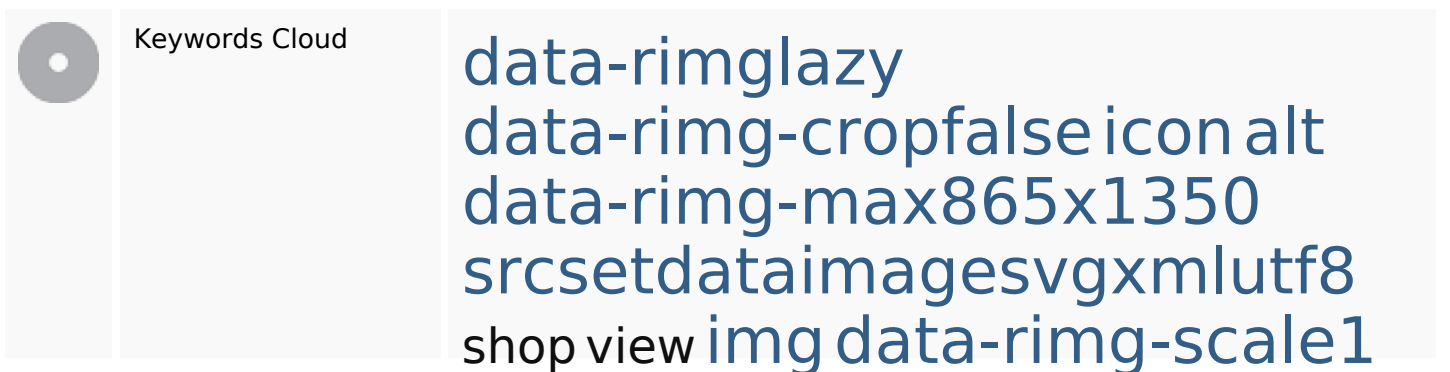 Keywords Cloud
data-rimglazy
data-rimg-cropfalse icon alt
data-rimg-max865x1350
srcsetdataimagesvgxmlutf8
shop view img data-rimg-scale1